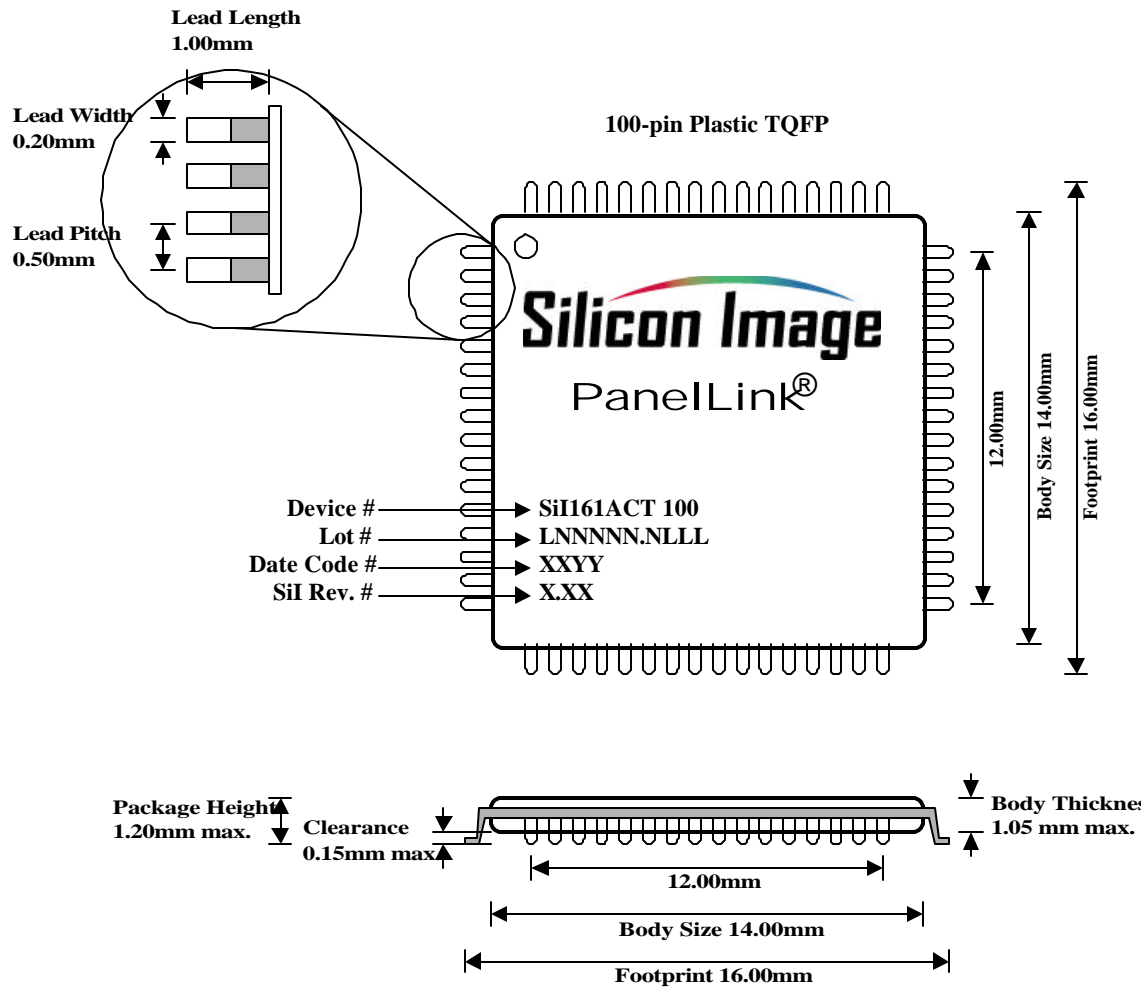 Lead Length
1.00mm
Lead Width
0.20mm
100-pin Plastic TQFP
Lead Pitch
0.50mm
Silicon Image
PanelLink®
12.00mm
Body Size 14.00mm
Footprint 16.00mm
Device # SiI161ACT 100
Lot # LNNNNN.NLLL
Date Code # XXYY
SiI Rev. # X.XX
Package Height
1.20mm max.
Clearance
0.15mm max
Body Thicknes
1.05 mm max.
12.00mm
Body Size 14.00mm
Footprint 16.00mm